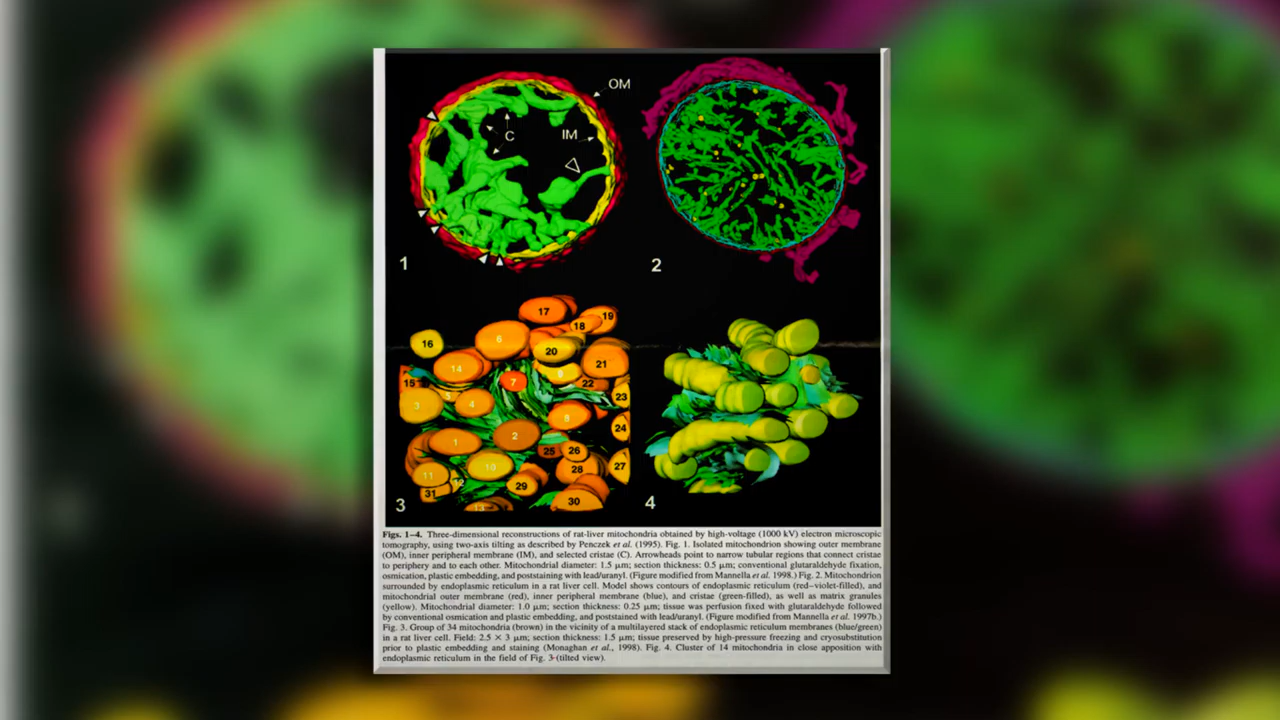 OM
C
IM
1
2
17
19
18
16
6
20
21
14
9
7
22
15
23
3
4
8
24
1
2
25
26
10
28
27
11
12
29
31
30
13
3
4
Figs. 1–4. Three-dimensional reconstructions of rat-liver mitochondria obtained by high-voltage (1000 kV) electron microscopic
tomography, using two-axis tilting as described by Penczek et al. (1995). Fig. 1. Isolated mitochondrion showing outer membrane
(OM), inner peripheral membrane (IM), and selected cristae (C). Arrowheads point to narrow tubular regions that connect cristae
to periphery and to each other. Mitochondrial diameter: 1.5 μm; section thickness: 0.5 μm; conventional glutaraldehyde fixation,
osmication, plastic embedding, and poststaining with lead/uranyl. (Figure modified from Mannella et al. 1998.) Fig. 2. Mitochondrion
surrounded by endoplasmic reticulum in a rat liver cell. Model shows contours of endoplasmic reticulum (red–violet-filled), and
mitochondrial outer membrane (red), inner peripheral membrane (blue), and cristae (green-filled), as well as matrix granules
(yellow). Mitochondrial diameter: 1.0 μm; section thickness: 0.25 μm; tissue was perfusion fixed with glutaraldehyde followed
by conventional osmication and plastic embedding, and poststained with lead/uranyl. (Figure modified from Mannella et al. 1997b.)
Fig. 3. Group of 34 mitochondria (brown) in the vicinity of a multilayered stack of endoplasmic reticulum membranes (blue/green)
in a rat liver cell. Field: 2.5 × 3 μm; section thickness: 1.5 μm; tissue preserved by high-pressure freezing and cryosubstitution
prior to plastic embedding and staining (Monaghan et al., 1998). Fig. 4. Cluster of 14 mitochondria in close apposition with
endoplasmic reticulum in the field of Fig. 3 (tilted view).